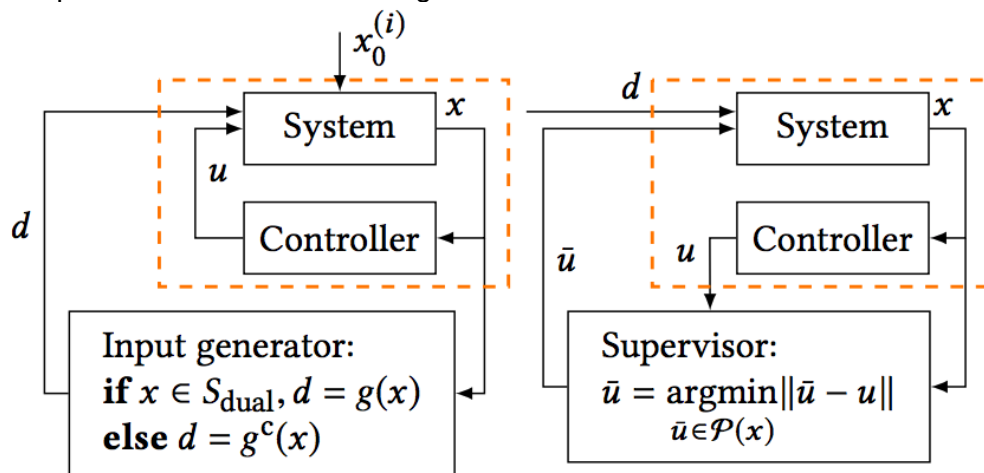 x_0^{(i)}
d
x
x
System
System
u
d
Controller
u
Controller
ū
Input generator:
if x ∈ S_dual, d = g(x)
else d = g^c(x)
Supervisor:
ū = argmin||ū − u||
ū∈𝒫(x)